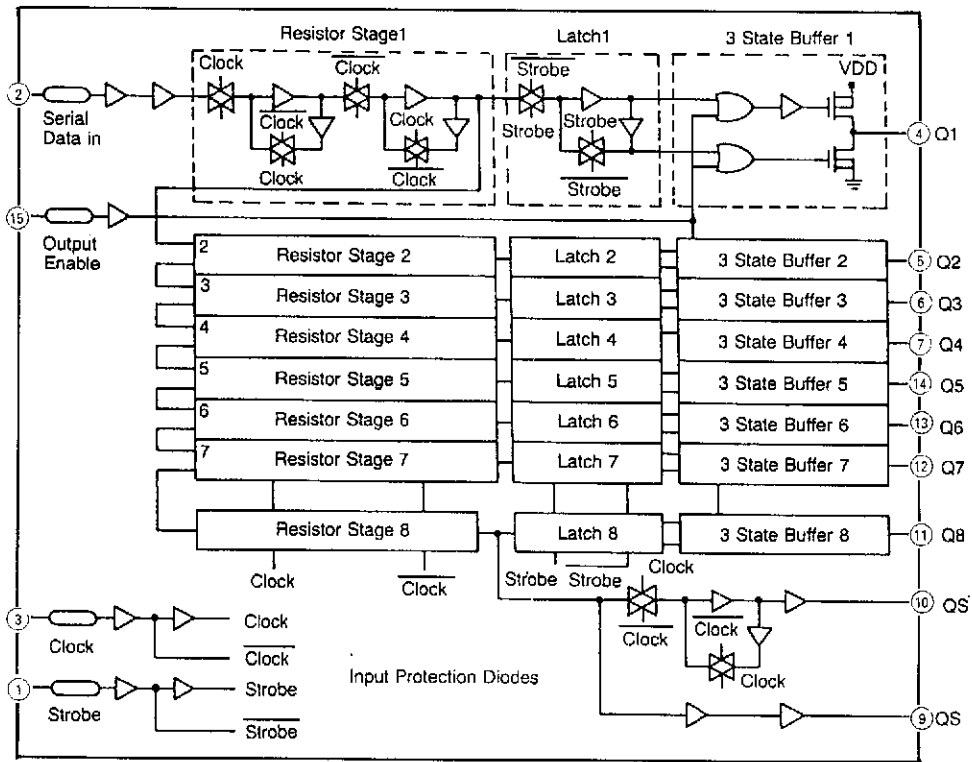 Resistor Stage1
Latch1
3 State Buffer 1
Clock
Clock
Strobe
VDD
2
Serial
Data in
Clock
Clock
Strobe
Strobe
4
Q1
Clock
Clock
Strobe
15
Output
Enable
2
Resistor Stage 2
Latch 2
3 State Buffer 2
5
Q2
3
Resistor Stage 3
Latch 3
3 State Buffer 3
6
Q3
4
Resistor Stage 4
Latch 4
3 State Buffer 4
7
Q4
5
Resistor Stage 5
Latch 5
3 State Buffer 5
14
Q5
6
Resistor Stage 6
Latch 6
3 State Buffer 6
13
Q6
7
Resistor Stage 7
Latch 7
3 State Buffer 7
12
Q7
Resistor Stage 8
Latch 8
3 State Buffer 8
11
Q8
Clock
Clock
Strobe
Strobe
Clock
10
QS'
3
Clock
Clock
Clock
Clock
Clock
Clock
Input Protection Diodes
1
Strobe
Strobe
Strobe
9
QS